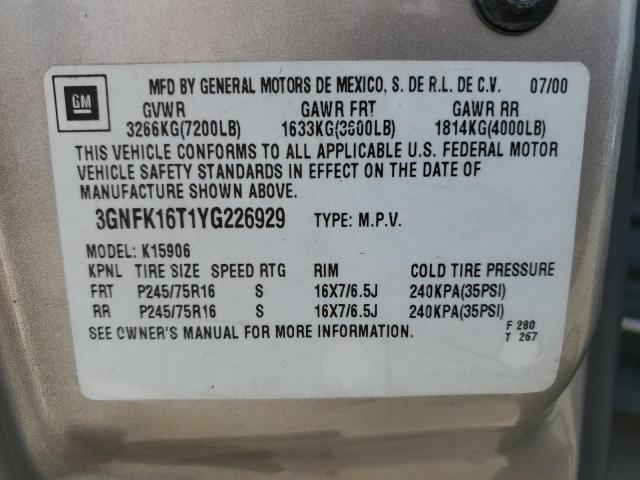 GM
MFD BY GENERAL MOTORS DE MEXICO, S. DE R.L. DE C.V. 07/00
GVWR GAWR FRT GAWR RR
3266KG(7200LB) 1633KG(3600LB) 1814KG(4000LB)
THIS VEHICLE CONFORMS TO ALL APPLICABLE U.S. FEDERAL MOTOR
VEHICLE SAFETY STANDARDS IN EFFECT ON THE DATE OF
MANUFACTURE SHOWN ABOVE.
3GNFK16T1YG226929 TYPE: M.P.V.
MODEL: K15906
KPNL TIRE SIZE SPEED RTG RIM COLD TIRE PRESSURE
FRT P245/75R16 S 16X7/6.5J 240KPA(35PSI)
RR P245/75R16 S 16X7/6.5J 240KPA(35PSI)
SEE OWNER'S MANUAL FOR MORE INFORMATION.
F 280
T 267